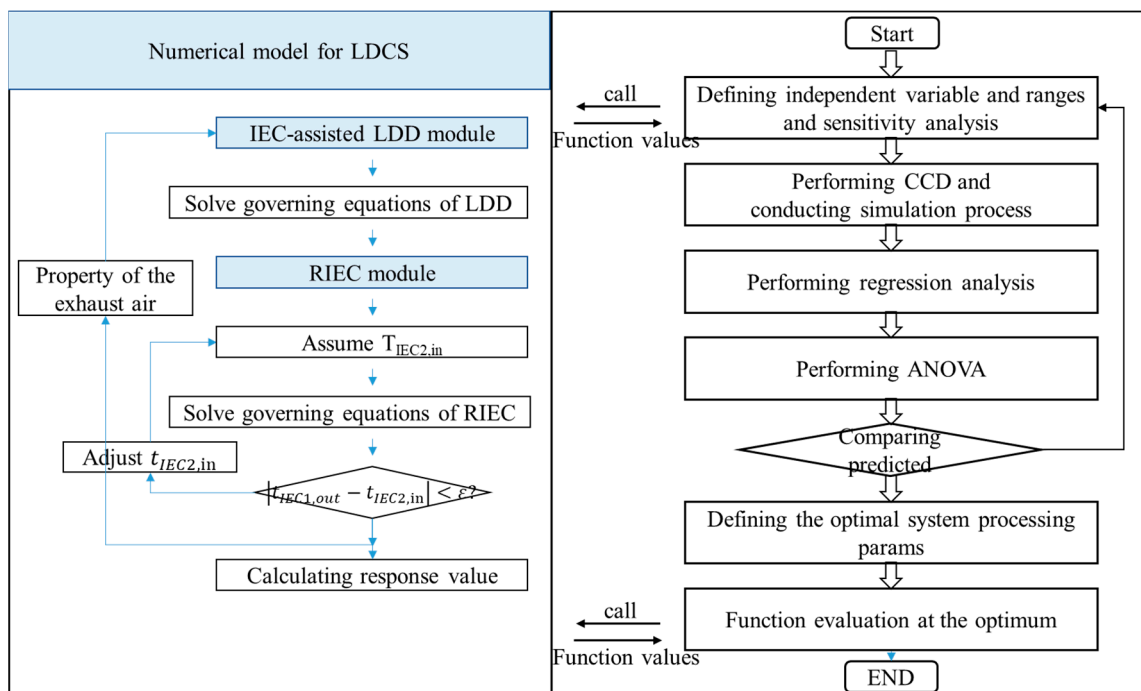 Numerical model for LDCS
IEC-assisted LDD module
Solve governing equations of LDD
RIEC module
Property of the
exhaust air
Assume T_IEC2,in
Solve governing equations of RIEC
Adjust t_IEC2,in
|t_IEC1,out − t_IEC2,in| < ε?
Calculating response value
call
Function values
call
Function values
Start
Defining independent variable and ranges
and sensitivity analysis
Performing CCD and
conducting simulation process
Performing regression analysis
Performing ANOVA
Comparing
predicted
Defining the optimal system processing
params
Function evaluation at the optimum
END